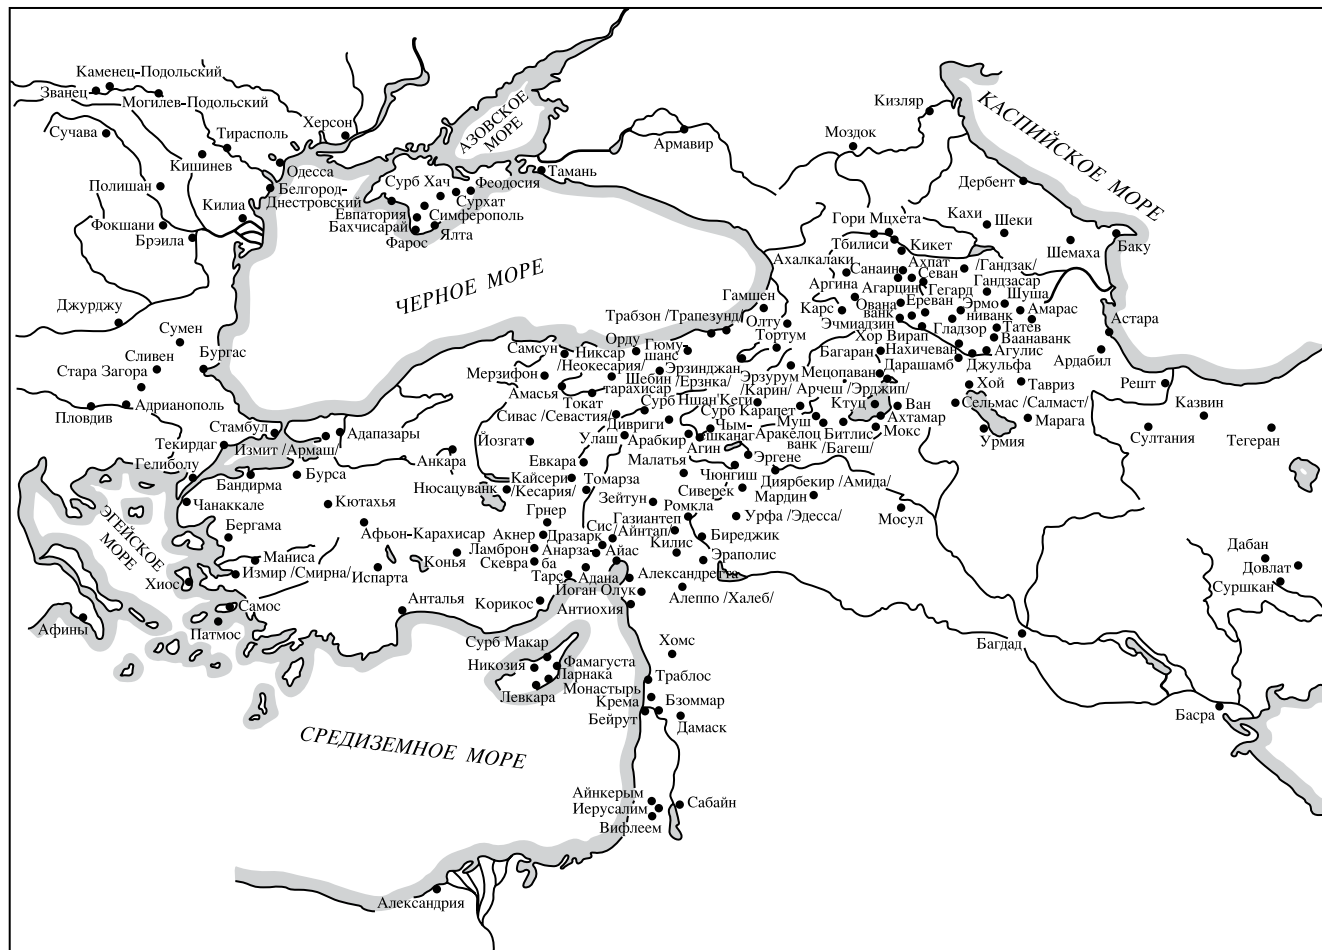 Каменец-Подольский
Званец
Могилев-Подольский
Сучава
Тирасполь
Херсон
Кишинев
Одесса
Полишан
Белгород-
Днестровский
Килиа
Фокшани
Брэила
АЗОВСКОЕ
МОРЕ
Армавир
Тамань
Сурб Хач
Феодосия
Сурхат
Евпатория
Симферополь
Бахчисарай
Ялта
Фарос
Кизляр
Моздок
КАСПИЙСКОЕ МОРЕ
Дербент
Кахи
Шеки
Шемаха
Баку
Гори Мцхета
Тбилиси
Кикет
Ахалкалаки
Ахпат
/Гандзак/
Санаин
Севан
Гандзасар
Аргина
Агарцин
Гегард
Шуша
Ована
ванк
Ереван
Эрмо
ниванк
Амарас
Карс
Эчмиадзин
Гладзор
Татев
Астара
Хор Вирап
Ваанаванк
Багаран
Нахичеван
Агулис
Ардабил
Мецопаван
Дарашамб
Джульфа
ЧЕРНОЕ МОРЕ
Джурджу
Сумен
Сливен
Бургас
Стара Загора
Пловдив
Адрианополь
Гамшен
Трабзон /Трапезунд/
Олту
Тортум
Орду
Гюмушанс
Самсун
Никсар
/Неокесария/
Эрзинджан
/Ерзнка/
Мерзифон
Шебин
тарахисар
Эрзурум
/Карин/
Арчеш /Эрджип/
Хой
Тавриз
Решт
Амасья
Токат
Сурб Ншан
Кеги
Ктуц
Ван
Сельмас /Салмаст/
Казвин
Сивас /Севастия/
Дивриги
Сурб Карапет
Ахтамар
Марага
Султания
Тегеран
Муш
Чым-
шканаг
Аракелоц
ванк
Битлис
/Багеш/
Мокс
Урмия
Стамбул
Адапазары
Йозгат
Улаш
Арабкир
Агин
Текирдаг
Измит /Армаш/
Анкара
Евкара
Малатья
Эргене
Гелиболу
Бандирма
Бурса
Кайсери
/Кесария/
Томарза
Чюнгиш
Диярбекир /Амида/
Чанаккале
Кютахья
Нюсацуванк
Зейтун
Сиверек
Мардин
Мосул
ЭГЕЙСКОЕ
МОРЕ
Бергама
Афьон-Карахисар
Грнер
Газиантеп
/Айнтап/
Ромкла
Урфа /Эдесса/
Акнер
Дразарк
Сис
Биреджик
Ламброн
Анарзаба
Айас
Килис
Маниса
Конья
Скевра
Эраполис
Хиос
Измир /Смирна/
Испарта
Тарс
Адана
Александретта
Йоган Олук
Алеппо /Халеб/
Самос
Анталья
Корикос
Антиохия
Афины
Патмос
Дабан
Довлат
Суршкан
Багдад
Басра
Сурб Макар
Хомс
Никозия
Фамагуста
Ларнака
Траблос
Левкара
Монастырь
Крема
Бзоммар
Бейрут
Дамаск
СРЕДИЗЕМНОЕ МОРЕ
Айнкерым
Иерусалим
Сабайн
Вифлеем
Александрия